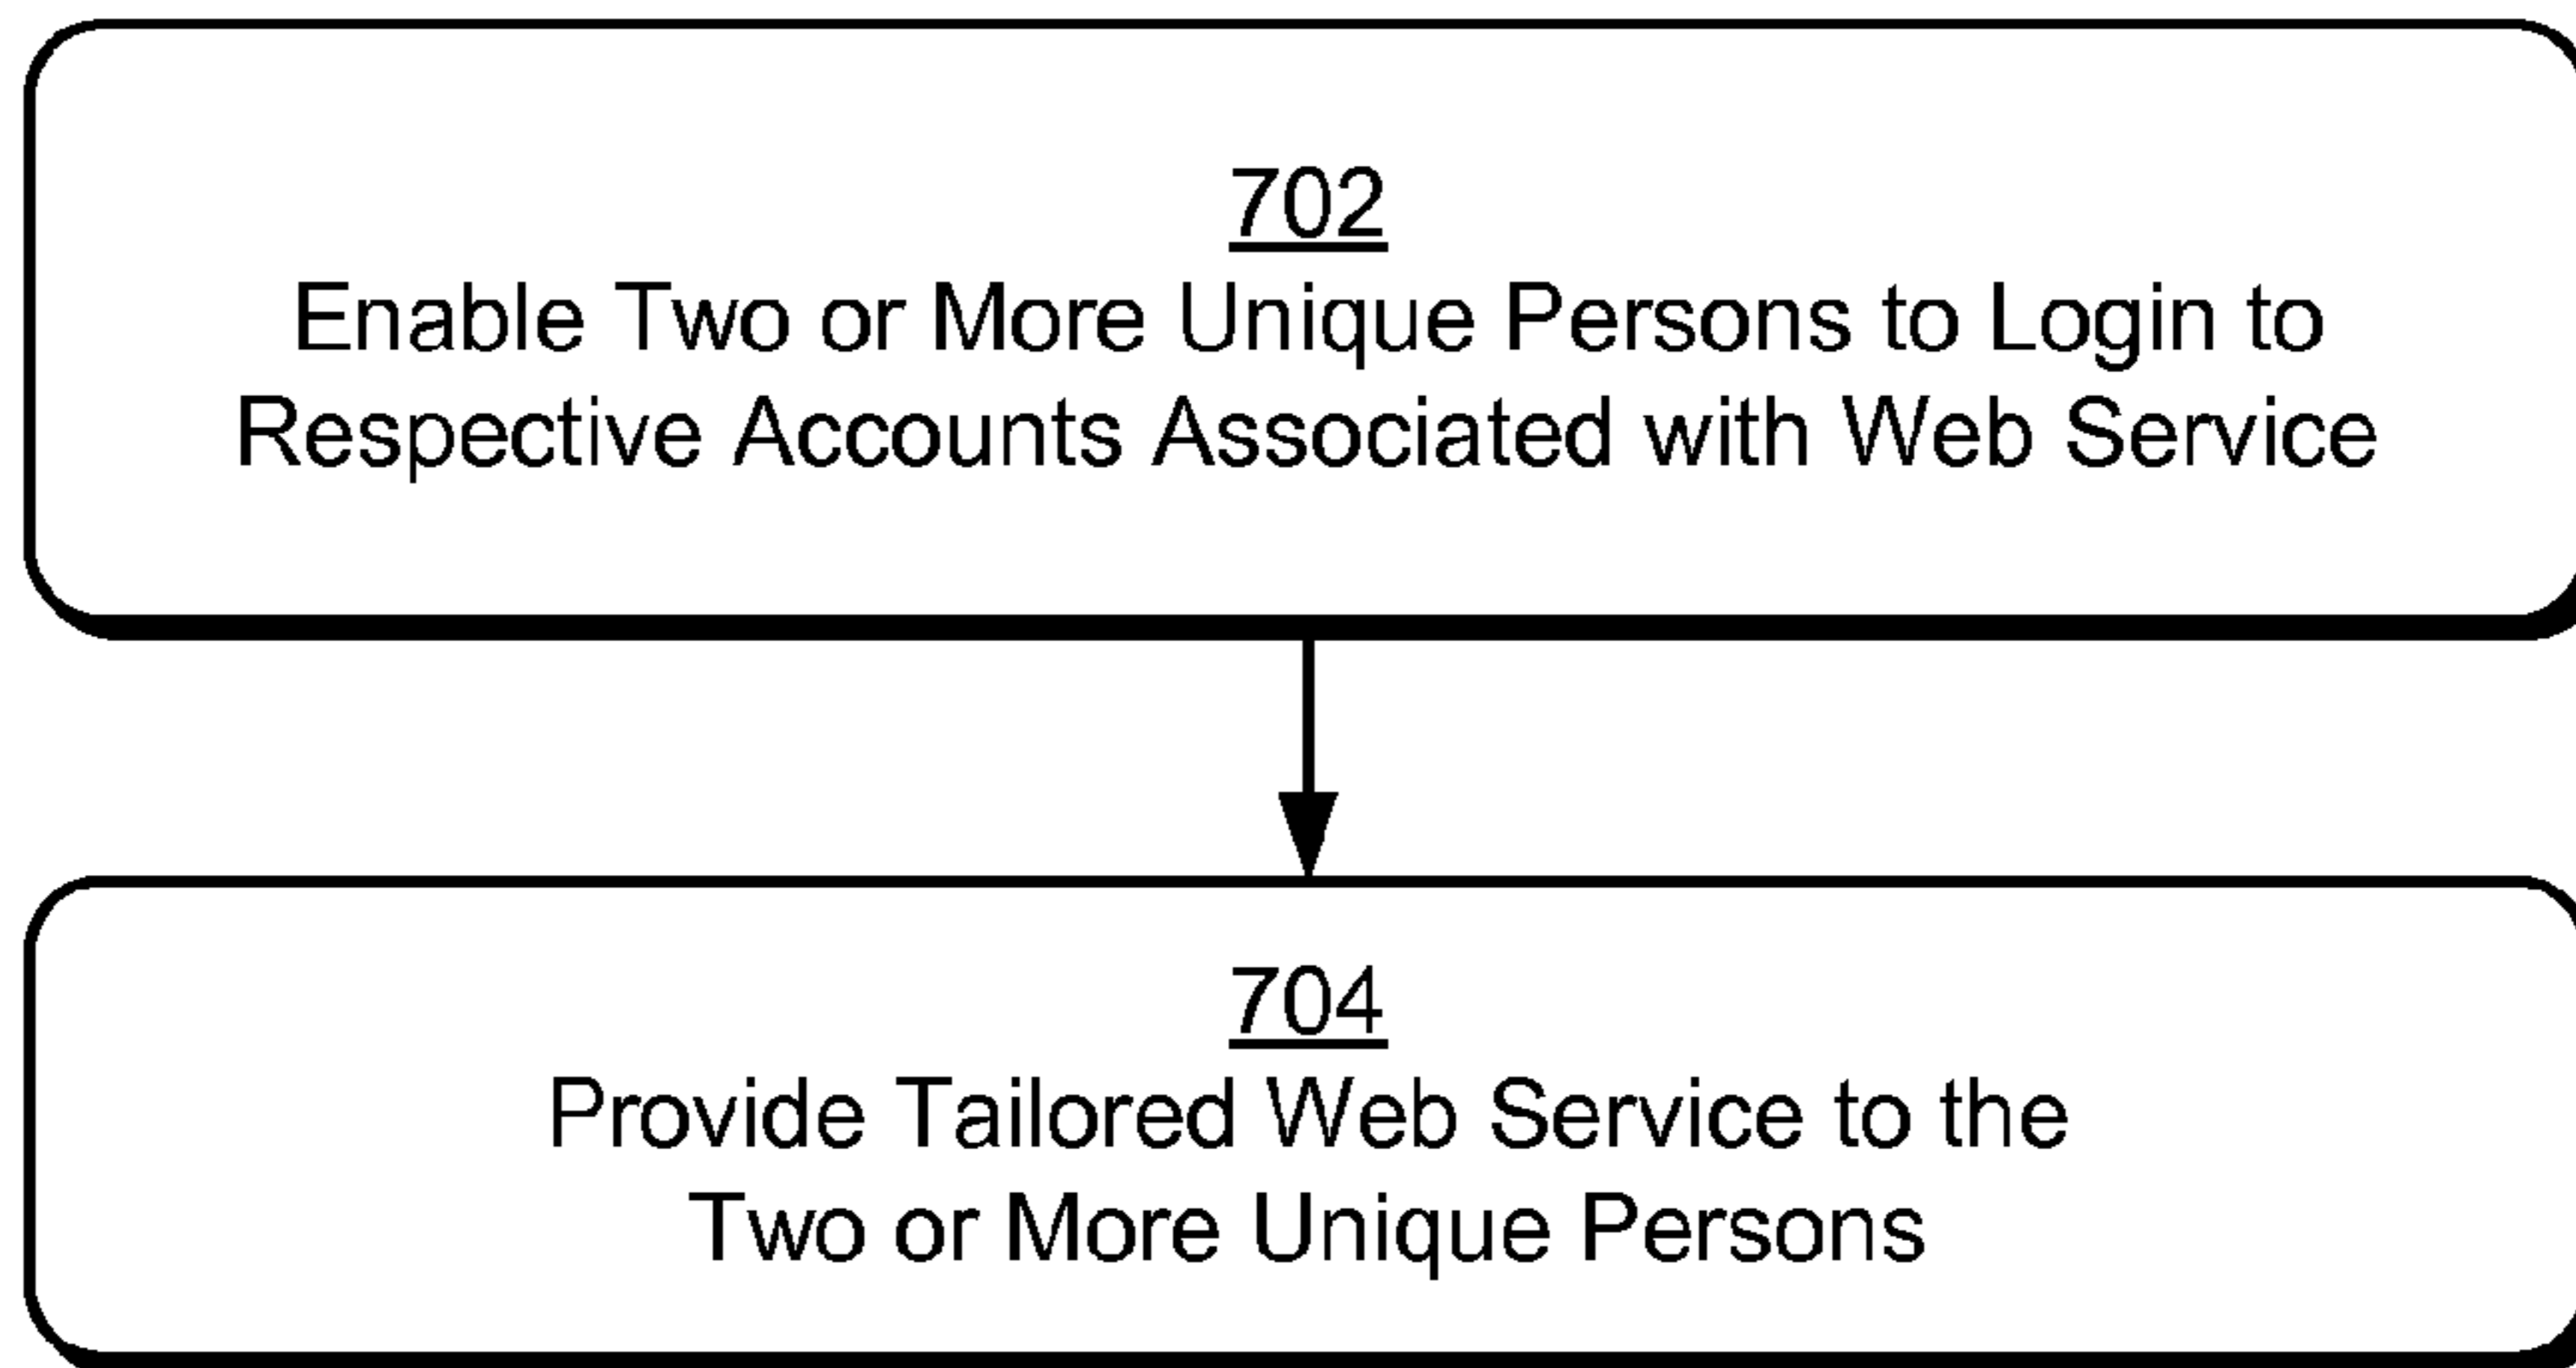 702
Enable Two or More Unique Persons to Login to
Respective Accounts Associated with Web Service
704
Provide Tailored Web Service to the
Two or More Unique Persons